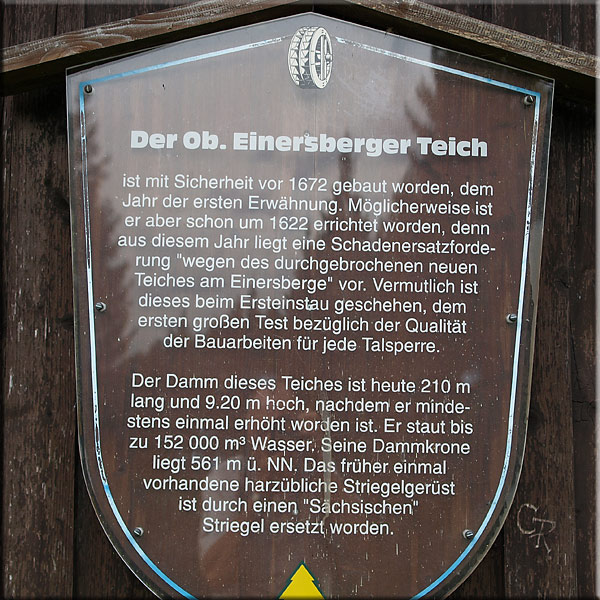 Der Ob. Einersberger Teich
ist mit Sicherheit vor 1672 gebaut worden, dem
Jahr der ersten Erwähnung. Möglicherweise ist
er aber schon um 1622 errichtet worden, denn
aus diesem Jahr liegt eine Schadenersatzforde-
rung "wegen des durchgebrochenen neuen
Teiches am Einersberge" vor. Vermutlich ist
dieses beim Ersteinstau geschehen, dem
ersten großen Test bezüglich der Qualität
der Bauarbeiten für jede Talsperre.
Der Damm dieses Teiches ist heute 210 m
lang und 9.20 m hoch, nachdem er minde-
stens einmal erhöht worden ist. Er staut bis
zu 152 000 m³ Wasser. Seine Dammkrone
liegt 561 m ü. NN. Das früher einmal
vorhandene harzübliche Striegelgerüst
ist durch einen "Sächsischen"
Striegel ersetzt worden.